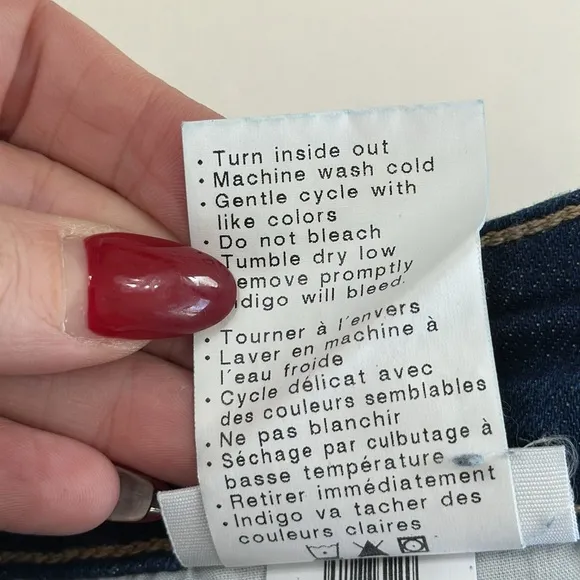 • Turn inside out
• Machine wash cold
• Gentle cycle with
like colors
• Do not bleach
Tumble dry low
emove promptly
ndigo will bleed.
• Tourner à l'envers
• Laver en machine à
l'eau froide
• Cycle délicat avec
des couleurs semblables
• Ne pas blanchir
• Séchage par culbutage à
basse température
• Retirer immédiatement
• Indigo va tacher des
couleurs claires